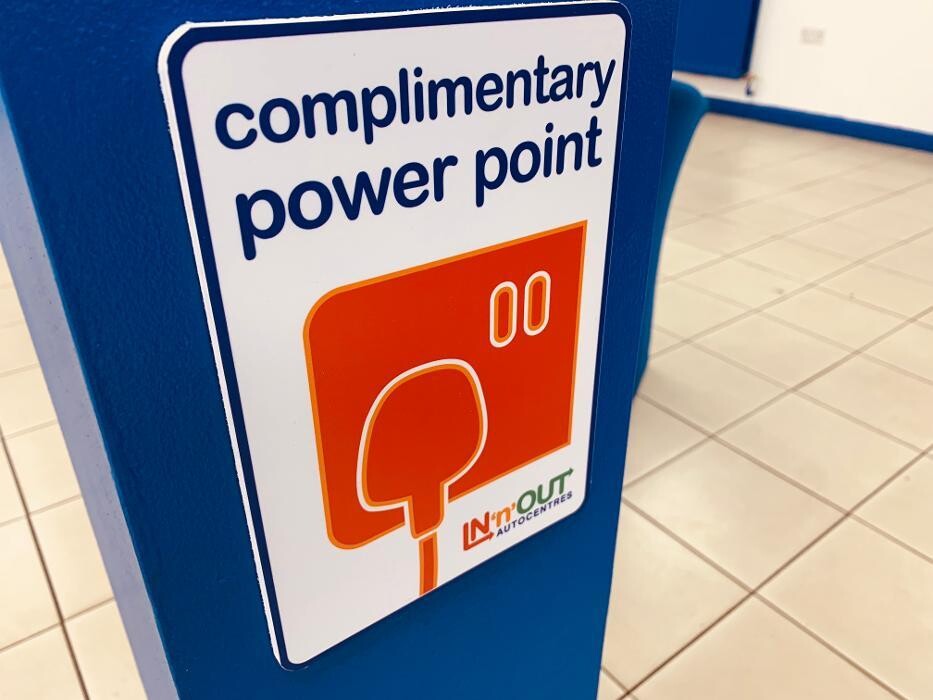 complimentary
power point
IN'n'OUT
AUTOCENTRES